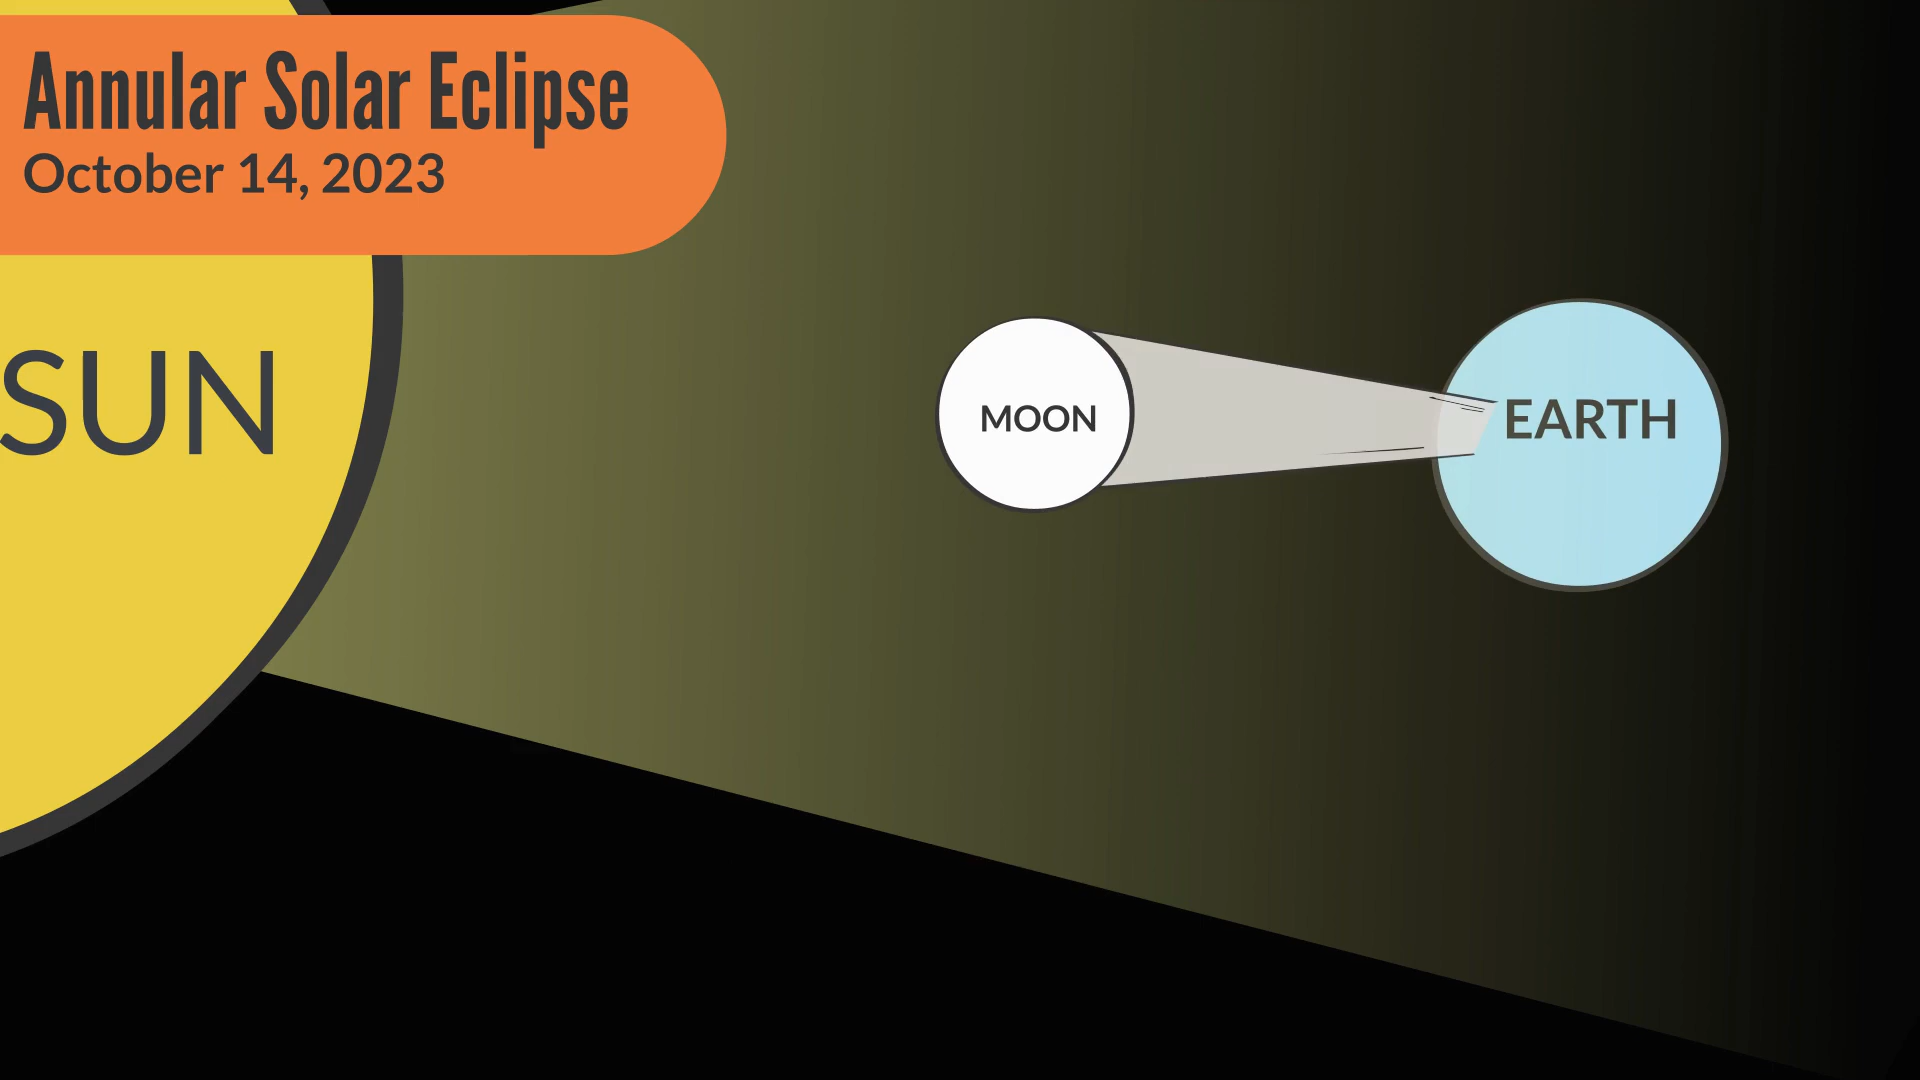 Annular Solar Eclipse
October 14, 2023
SUN
MOON
EARTH